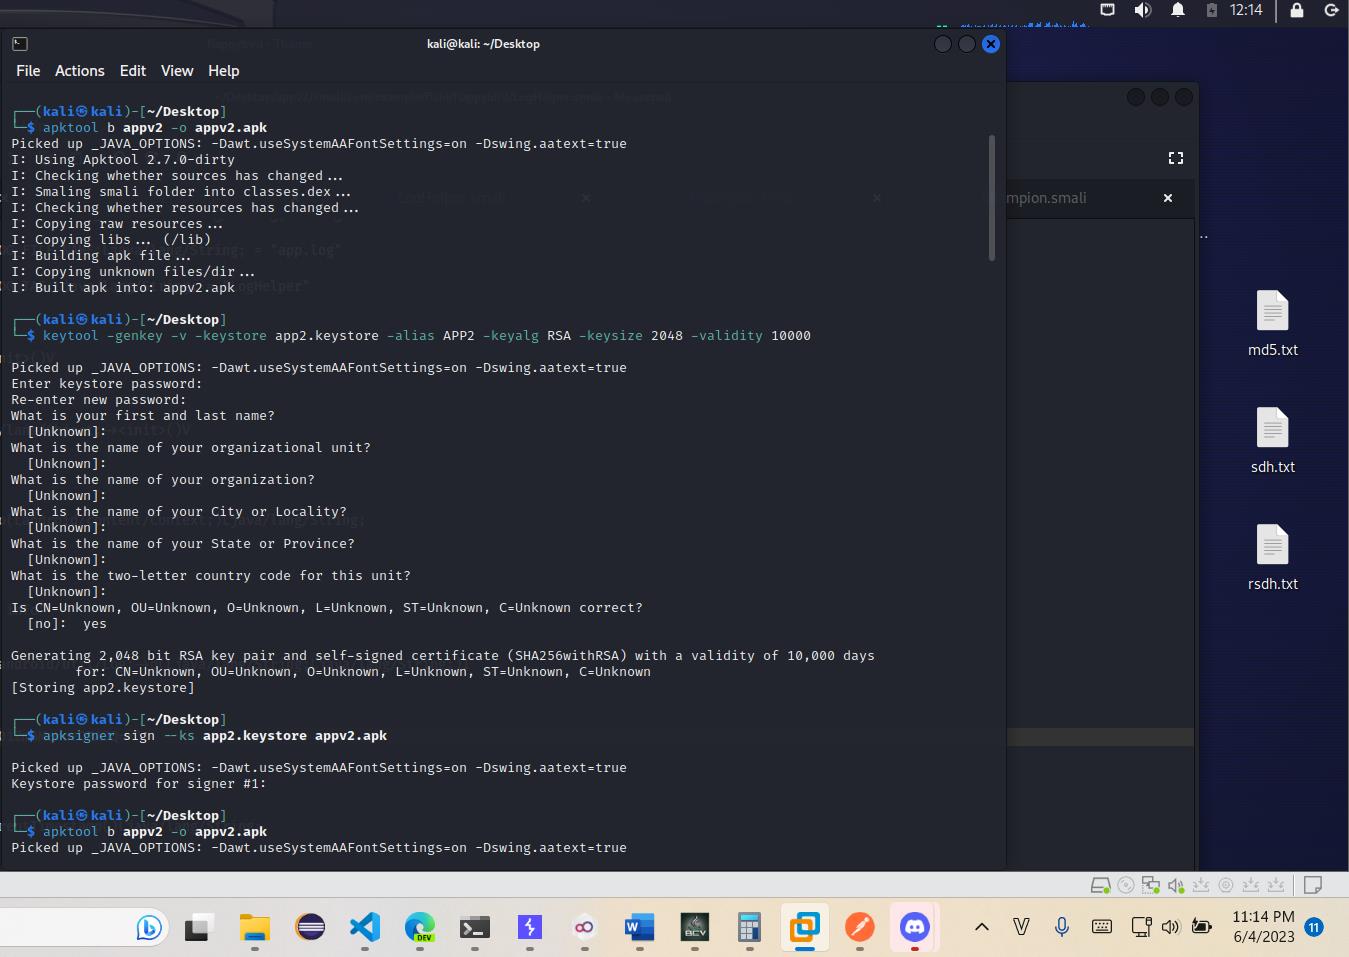 12:14
kali@kali: ~/Desktop
File Actions Edit View Help
┌──(kali㉿kali)-[~/Desktop]
└─$ apktool b appv2 -o appv2.apk
Picked up _JAVA_OPTIONS: -Dawt.useSystemAAFontSettings=on -Dswing.aatext=true
I: Using Apktool 2.7.0-dirty
I: Checking whether sources has changed...
I: Smaling smali folder into classes.dex...
I: Checking whether resources has changed...
I: Copying raw resources...
I: Copying libs... (/lib)
I: Building apk file...
I: Copying unknown files/dir...
I: Built apk into: appv2.apk
┌──(kali㉿kali)-[~/Desktop]
└─$ keytool -genkey -v -keystore app2.keystore -alias APP2 -keyalg RSA -keysize 2048 -validity 10000
Picked up _JAVA_OPTIONS: -Dawt.useSystemAAFontSettings=on -Dswing.aatext=true
Enter keystore password:
Re-enter new password:
What is your first and last name?
[Unknown]:
What is the name of your organizational unit?
[Unknown]:
What is the name of your organization?
[Unknown]:
What is the name of your City or Locality?
[Unknown]:
What is the name of your State or Province?
[Unknown]:
What is the two-letter country code for this unit?
[Unknown]:
Is CN=Unknown, OU=Unknown, O=Unknown, L=Unknown, ST=Unknown, C=Unknown correct?
[no]: yes
Generating 2,048 bit RSA key pair and self-signed certificate (SHA256withRSA) with a validity of 10,000 days
for: CN=Unknown, OU=Unknown, O=Unknown, L=Unknown, ST=Unknown, C=Unknown
[Storing app2.keystore]
┌──(kali㉿kali)-[~/Desktop]
└─$ apksigner sign --ks app2.keystore appv2.apk
Picked up _JAVA_OPTIONS: -Dawt.useSystemAAFontSettings=on -Dswing.aatext=true
Keystore password for signer #1:
┌──(kali㉿kali)-[~/Desktop]
└─$ apktool b appv2 -o appv2.apk
Picked up _JAVA_OPTIONS: -Dawt.useSystemAAFontSettings=on -Dswing.aatext=true
mpion.smali
String; = "app.log"
md5.txt
sdh.txt
rsdh.txt
DEV
BCV
11:14 PM
6/4/2023
11